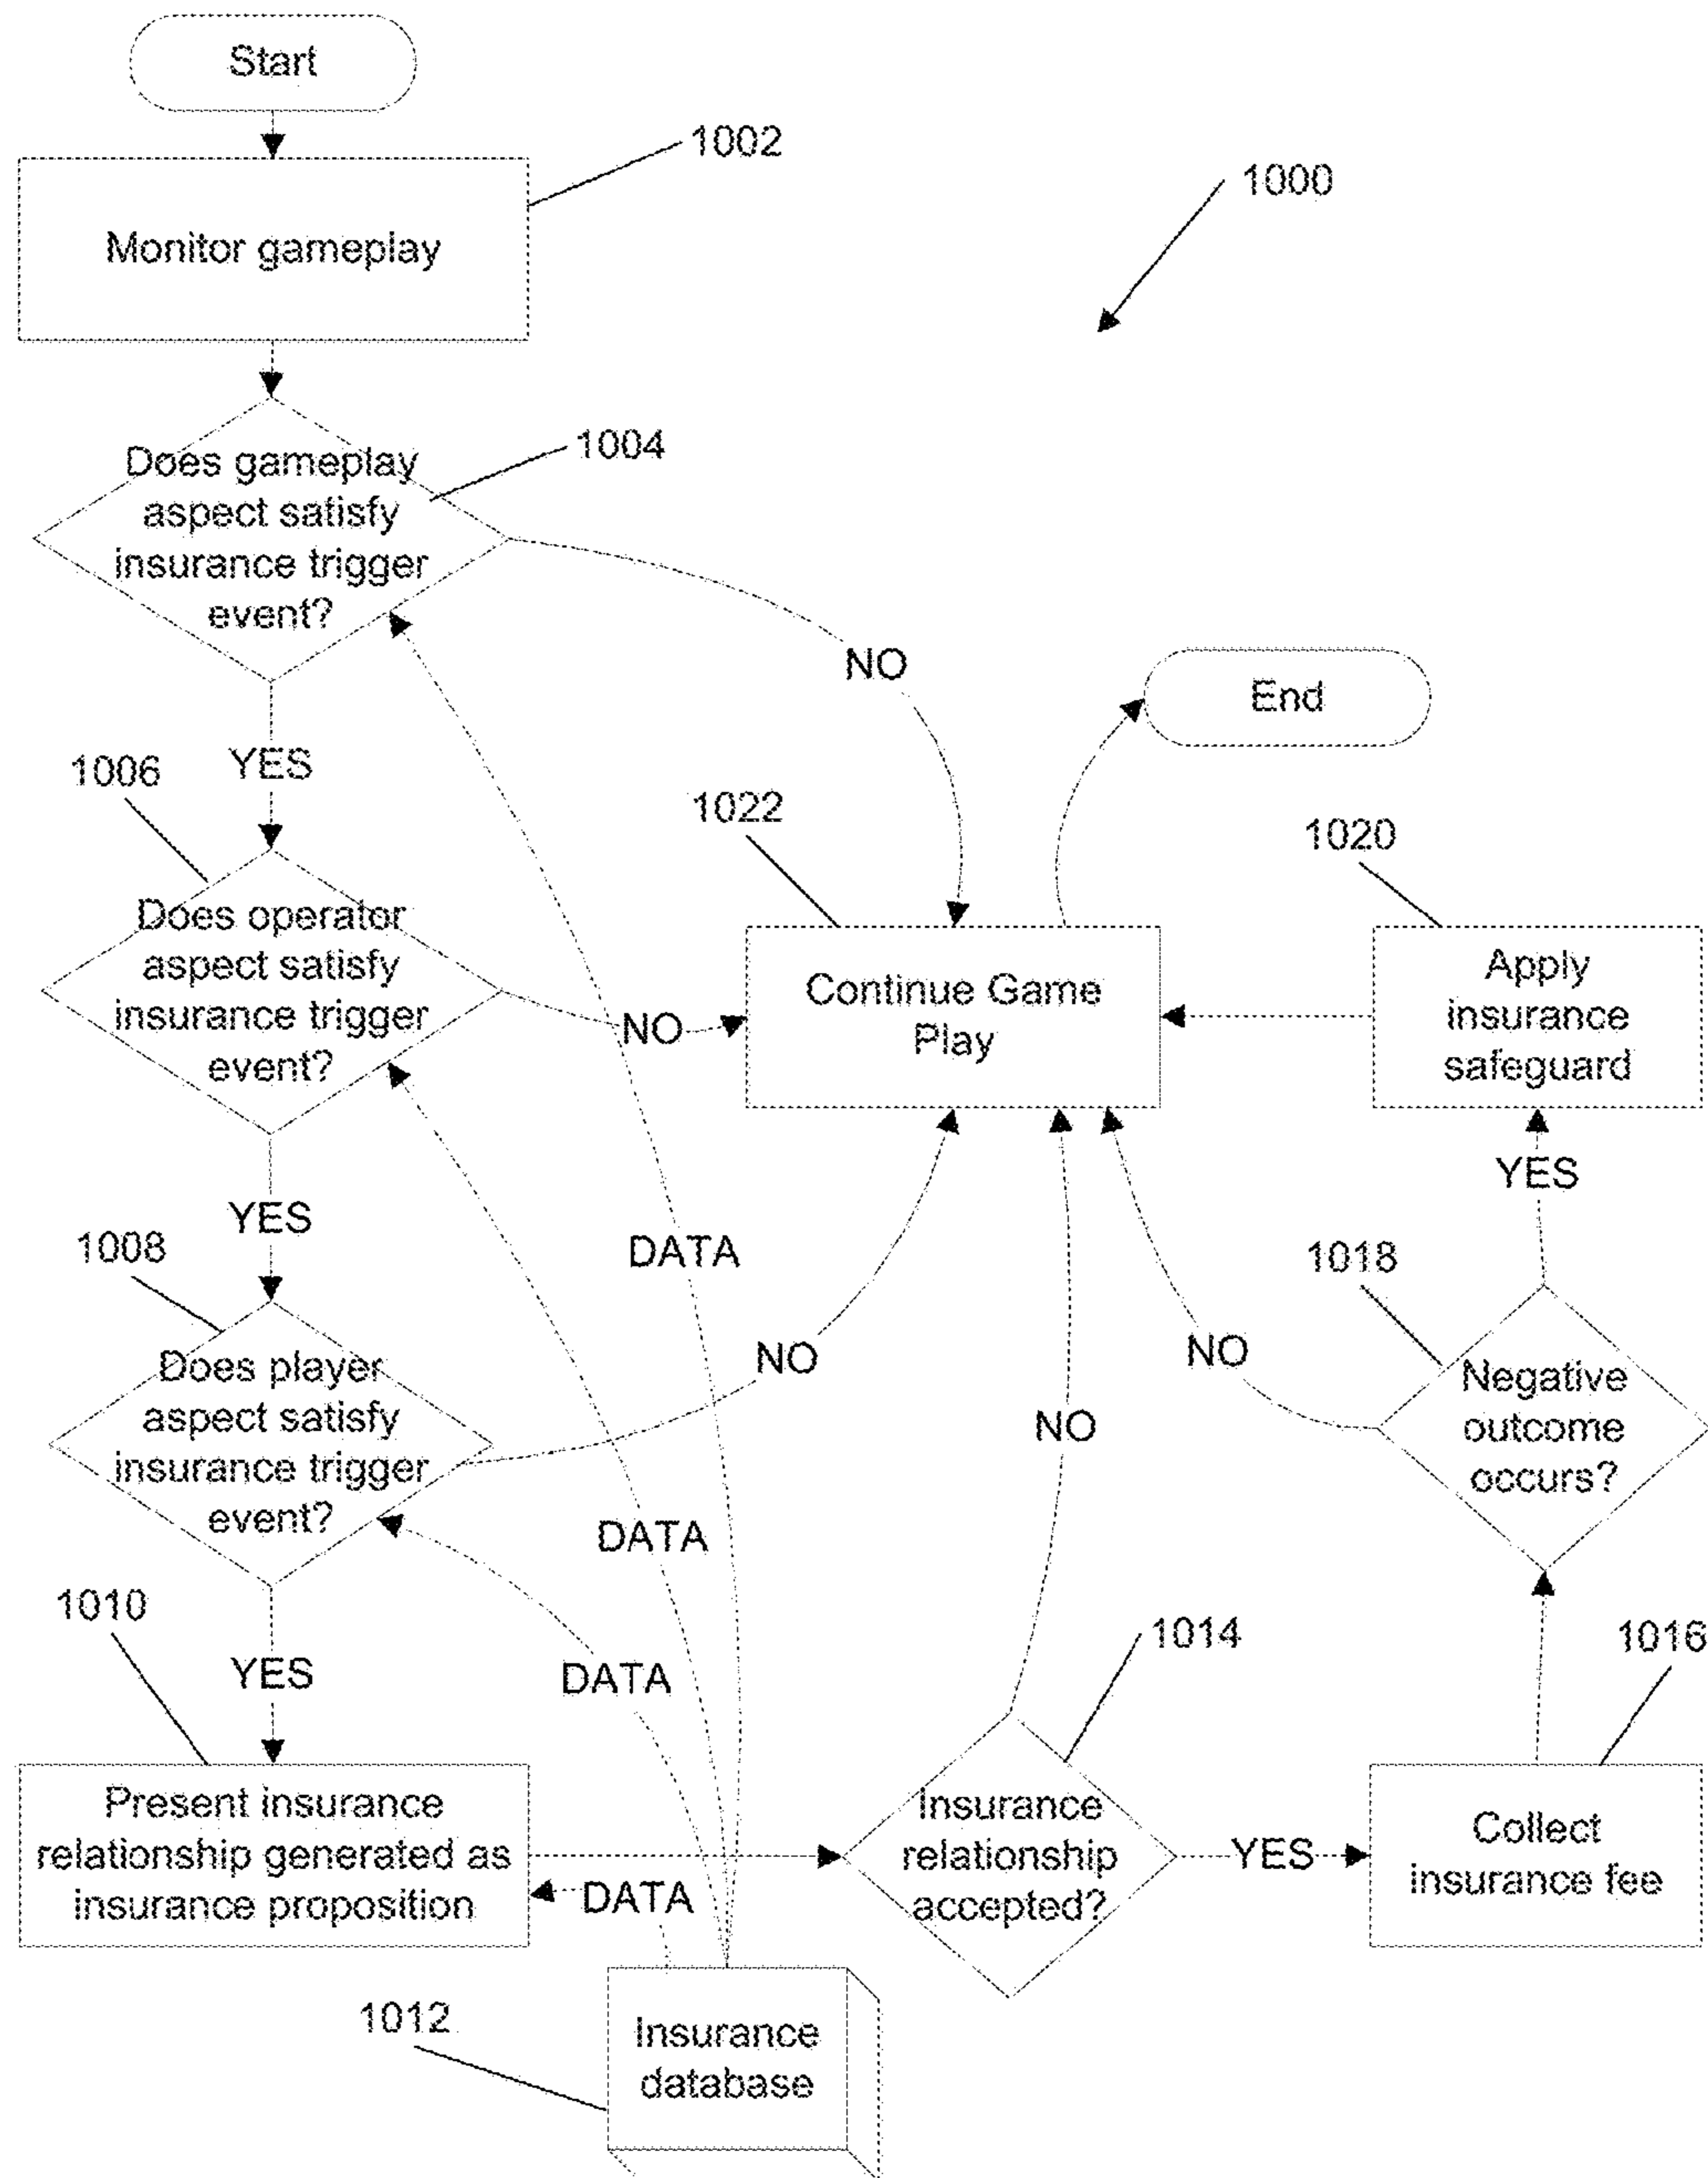 Start
1002
1000
Monitor gameplay
1004
Does gameplay
aspect satisfy
insurance trigger
event?
NO
End
YES
1006
1022
1020
Does operator
aspect satisfy
insurance trigger
event?
NO
Continue Game
Play
Apply
insurance
safeguard
YES
YES
1008
DATA
1018
Does player
aspect satisfy
insurance trigger
event?
NO
NO
NO
Negative
outcome
occurs?
DATA
1010
YES
DATA
1014
1016
Present insurance
relationship generated as
insurance proposition
DATA
Insurance
relationship
accepted?
YES
Collect
insurance fee
1012
Insurance
database